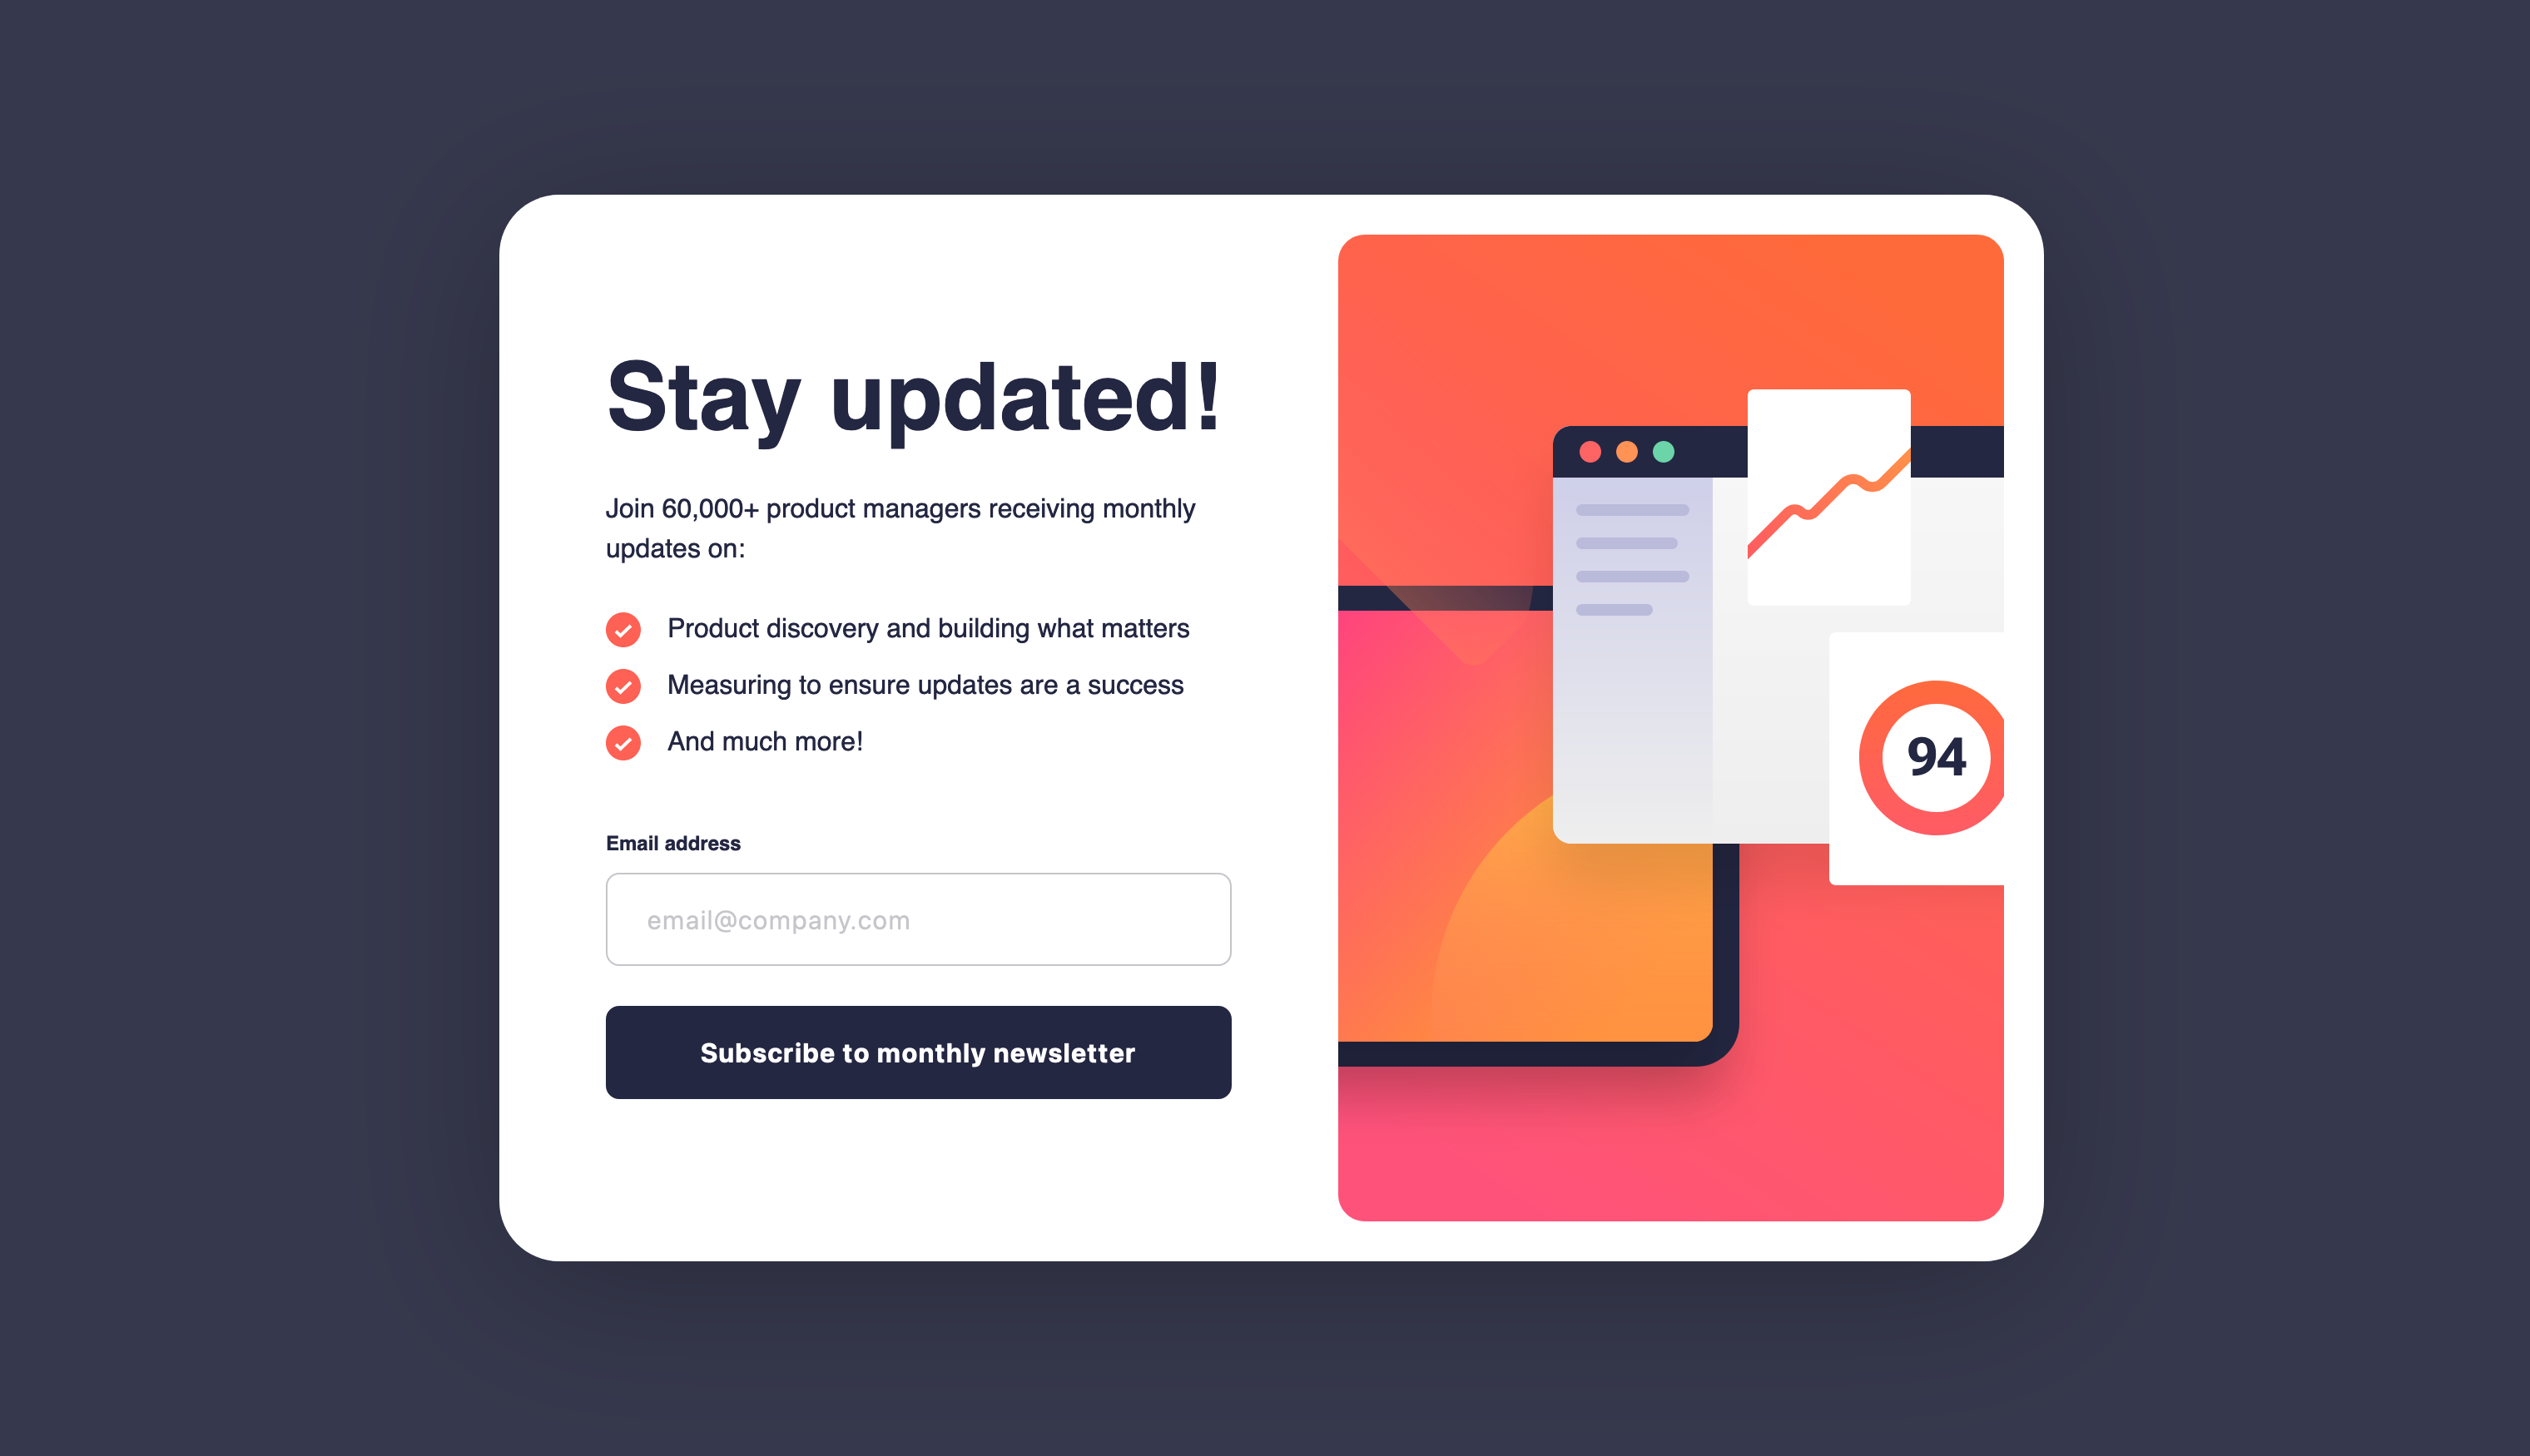 Stay updated!
Join 60,000+ product managers receiving monthly
updates on:
Product discovery and building what matters
Measuring to ensure updates are a success
And much more!
Email address
email@company.com
Subscribe to monthly newsletter
94